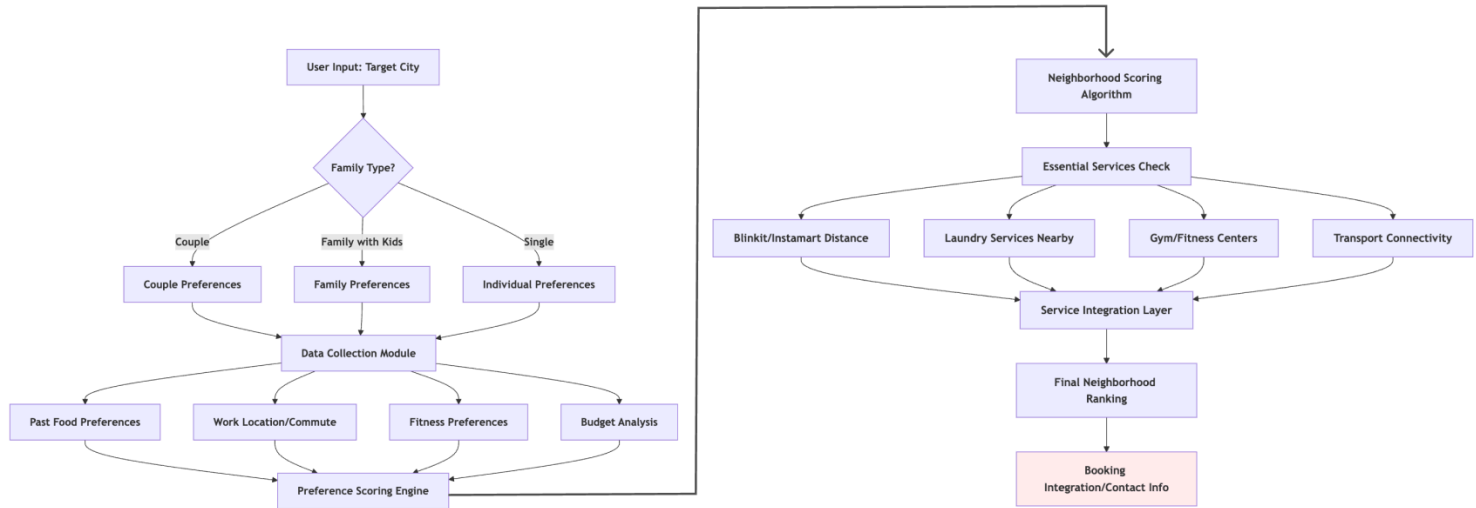 User Input: Target City
Family Type?
Couple
Family with Kids
Single
Couple Preferences
Family Preferences
Individual Preferences
Data Collection Module
Past Food Preferences
Work Location/Commute
Fitness Preferences
Budget Analysis
Preference Scoring Engine
Neighborhood Scoring
Algorithm
Essential Services Check
Blinkit/Instamart Distance
Laundry Services Nearby
Gym/Fitness Centers
Transport Connectivity
Service Integration Layer
Final Neighborhood
Ranking
Booking
Integration/Contact Info